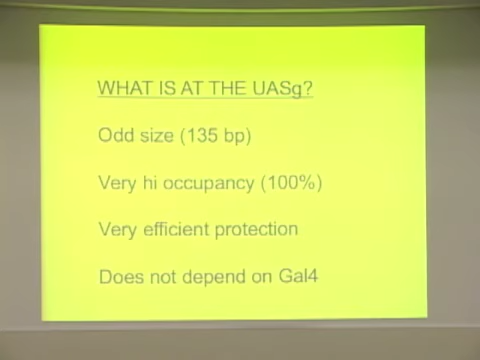 WHAT IS AT THE UASg?
Odd size (135 bp)
Very hi occupancy (100%)
Very efficient protection
Does not depend on Gal4